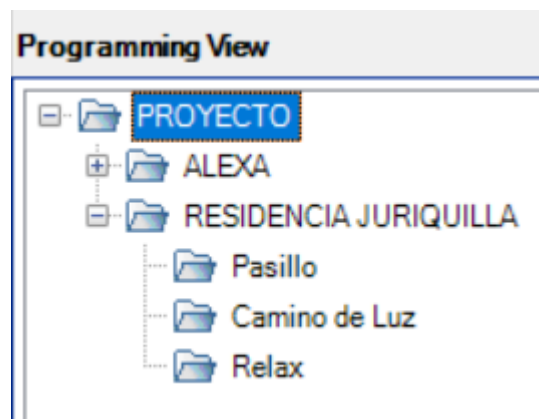 Programming View
PROYECTO
ALEXA
RESIDENCIA JURIQUILLA
Pasillo
Camino de Luz
Relax